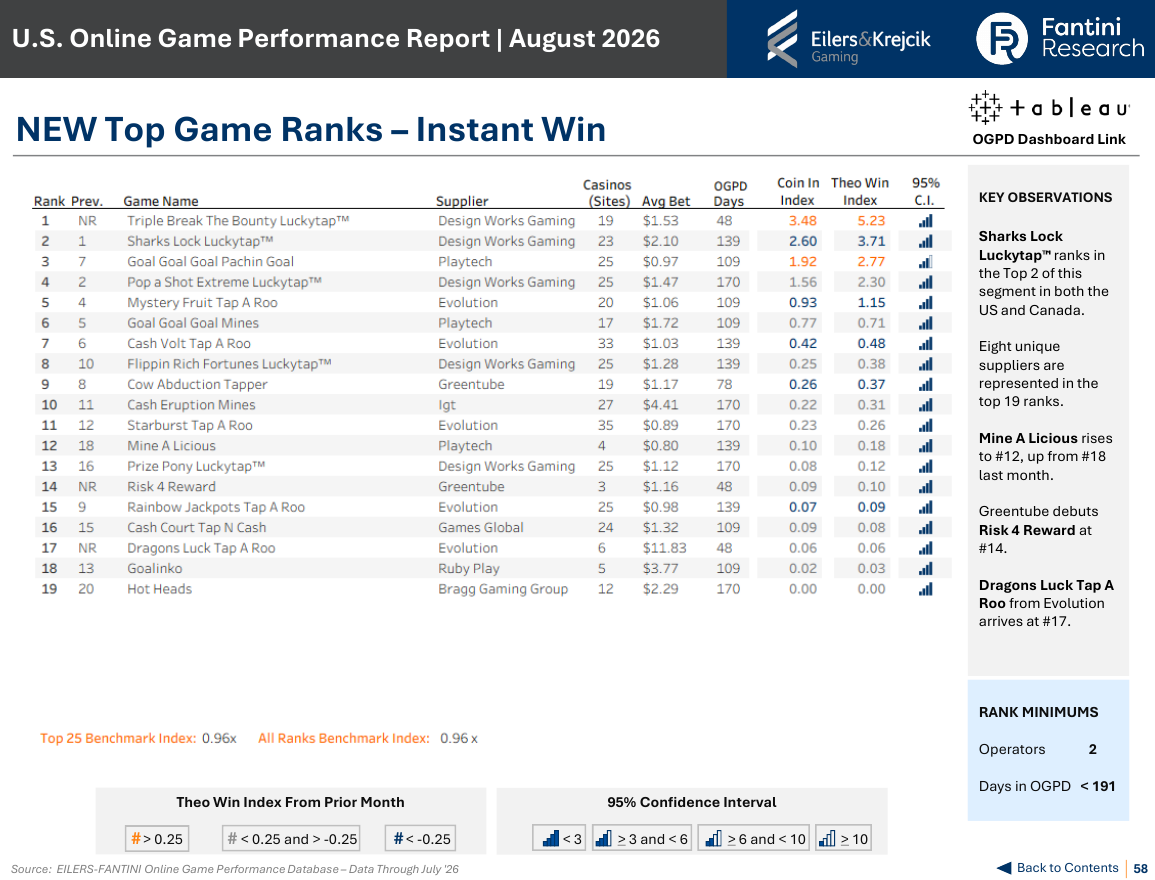 U.S. Online Game Performance Report | August 2026
Eilers&Krejcik
Gaming
Fantini
Research
NEW Top Game Ranks – Instant Win
+ a b l e a u
OGPD Dashboard Link
Rank Prev. Game Name Supplier Casinos (Sites) Avg Bet OGPD Days Coin In Index Theo Win Index 95% C.I.
1 NR Triple Break The Bounty Luckytap™ Design Works Gaming 19 $1.53 48 3.48 5.23
2 1 Sharks Lock Luckytap™ Design Works Gaming 23 $2.10 139 2.60 3.71
3 7 Goal Goal Goal Pachin Goal Playtech 25 $0.97 109 1.92 2.77
4 2 Pop a Shot Extreme Luckytap™ Design Works Gaming 25 $1.47 170 1.56 2.30
5 4 Mystery Fruit Tap A Roo Evolution 20 $1.06 109 0.93 1.15
6 5 Goal Goal Goal Mines Playtech 17 $1.72 109 0.77 0.71
7 6 Cash Volt Tap A Roo Evolution 33 $1.03 139 0.42 0.48
8 10 Flippin Rich Fortunes Luckytap™ Design Works Gaming 25 $1.28 139 0.25 0.38
9 8 Cow Abduction Tapper Greentube 19 $1.17 78 0.26 0.37
10 11 Cash Eruption Mines Igt 27 $4.41 170 0.22 0.31
11 12 Starburst Tap A Roo Evolution 35 $0.89 170 0.23 0.26
12 18 Mine A Licious Playtech 4 $0.80 139 0.10 0.18
13 16 Prize Pony Luckytap™ Design Works Gaming 25 $1.12 170 0.08 0.12
14 NR Risk 4 Reward Greentube 3 $1.16 48 0.09 0.10
15 9 Rainbow Jackpots Tap A Roo Evolution 25 $0.98 139 0.07 0.09
16 15 Cash Court Tap N Cash Games Global 24 $1.32 109 0.09 0.08
17 NR Dragons Luck Tap A Roo Evolution 6 $11.83 48 0.06 0.06
18 13 Goalinko Ruby Play 5 $3.77 109 0.02 0.03
19 20 Hot Heads Bragg Gaming Group 12 $2.29 170 0.00 0.00
Top 25 Benchmark Index: 0.96x All Ranks Benchmark Index: 0.96 x
Theo Win Index From Prior Month
# > 0.25 # < 0.25 and > -0.25 # < -0.25
95% Confidence Interval
< 3 ≥ 3 and < 6 ≥ 6 and < 10 ≥ 10
KEY OBSERVATIONS
Sharks Lock
Luckytap™ ranks in
the Top 2 of this
segment in both the
US and Canada.
Eight unique
suppliers are
represented in the
top 19 ranks.
Mine A Licious rises
to #12, up from #18
last month.
Greentube debuts
Risk 4 Reward at
#14.
Dragons Luck Tap A
Roo from Evolution
arrives at #17.
RANK MINIMUMS
Operators 2
Days in OGPD < 191
Source: EILERS-FANTINI Online Game Performance Database – Data Through July '26
Back to Contents 58